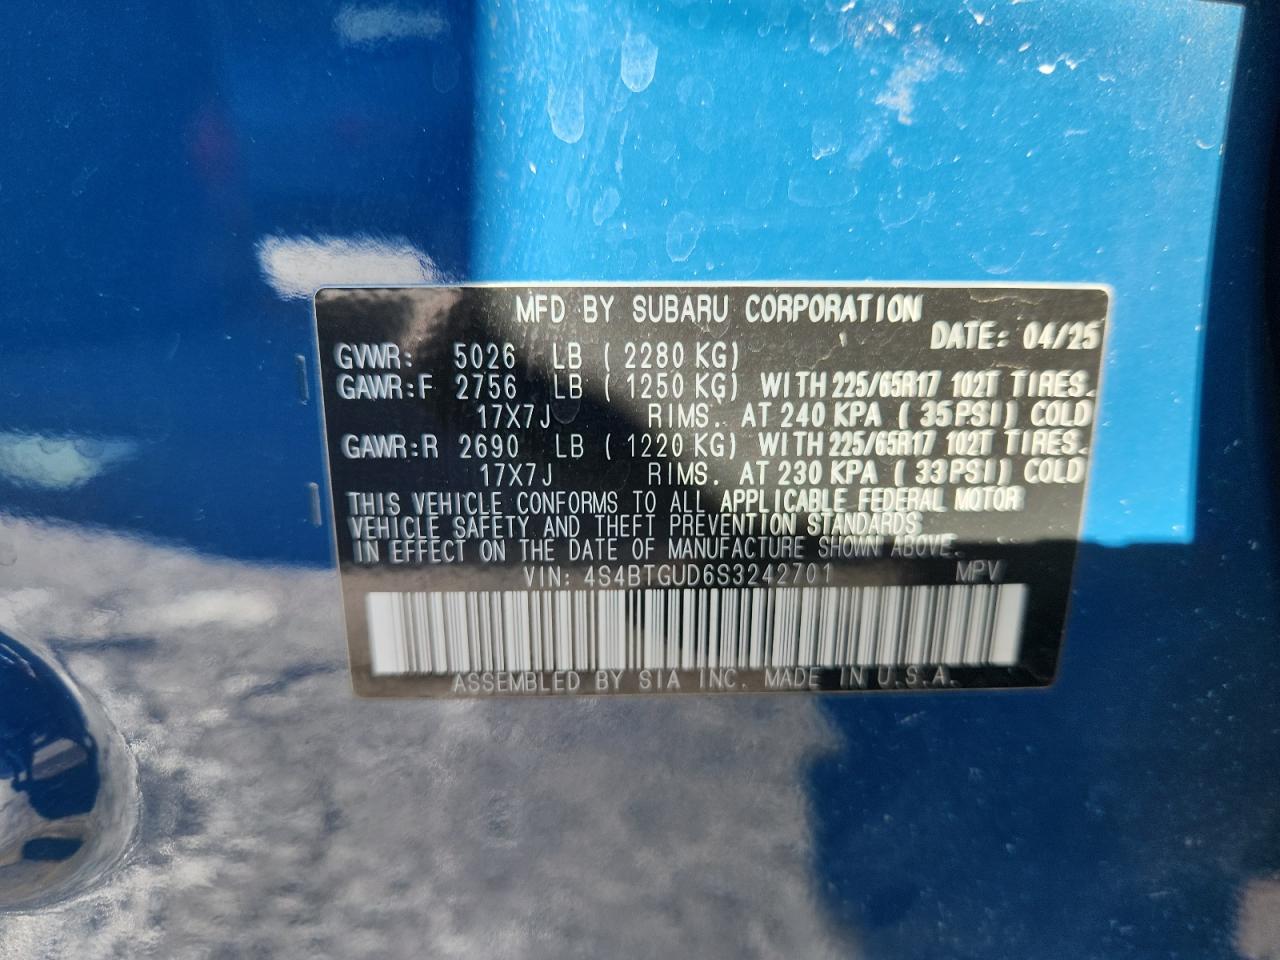 MFD BY SUBARU CORPORATION
DATE: 04/25
GVWR: 5026 LB ( 2280 KG)
GAWR:F 2756 LB ( 1250 KG) WITH 225/65R17 102T TIRES.
17X7J RIMS. AT 240 KPA ( 35PSI) COLD
GAWR:R 2690 LB ( 1220 KG) WITH 225/65R17 102T TIRES.
17X7J RIMS. AT 230 KPA ( 33PSI) COLD
THIS VEHICLE CONFORMS TO ALL APPLICABLE FEDERAL MOTOR
VEHICLE SAFETY AND THEFT PREVENTION STANDARDS
IN EFFECT ON THE DATE OF MANUFACTURE SHOWN ABOVE.
VIN: 4S4BTGUD6S3242701 MPV
ASSEMBLED BY SIA INC. MADE IN U.S.A.